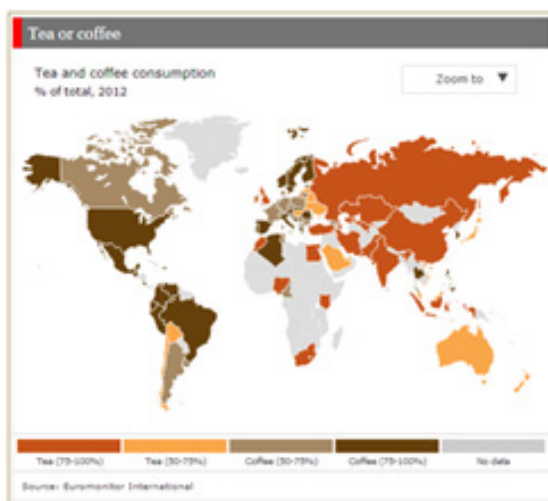 Tea or coffee
Tea and coffee consumption
% of total, 2012
Zoom to
Tea (75-100%)
Tea (50-75%)
Coffee (50-75%)
Coffee (75-100%)
No data
Source: Euromonitor International